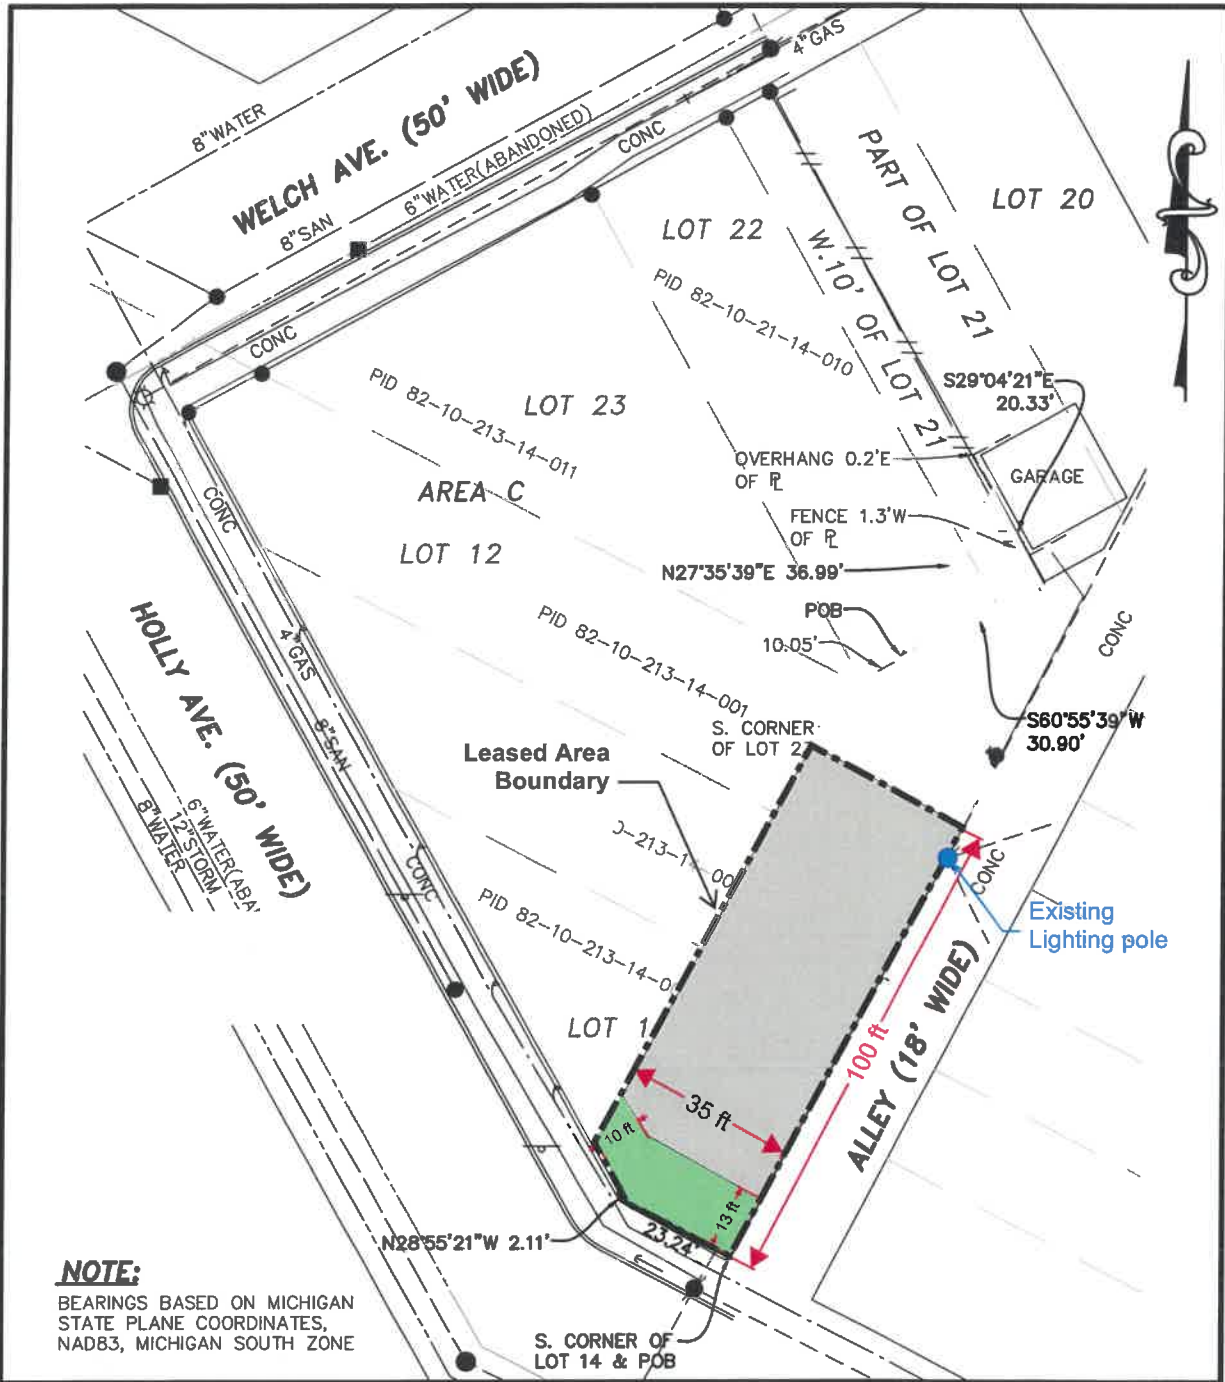 4"GAS
8"WATER
WELCH AVE. (50' WIDE)
6"WATER(ABANDONED)
8"SAN
CONC
CONC
PART OF LOT 21
LOT 20
LOT 22
W.10' OF LOT 21
PID 82-10-21-14-010
S29°04'21"E
20.33'
PID 82-10-213-14-011
LOT 23
OVERHANG 0.2'E
OF PL
GARAGE
AREA C
CONC
FENCE 1.3'W
OF PL
LOT 12
N27°35'39"E 36.99'
POB
10.05'
CONC
HOLLY AVE. (50' WIDE)
4"GAS
8"SAN
PID 82-10-213-14-001
S60°55'39"W
30.90'
S. CORNER
OF LOT 2
Leased Area
Boundary
6"WATER(ABA
12"STORM
8"WATER
-213-1
00
CONC
CONC
PID 82-10-213-14-0
Existing
Lighting pole
LOT 1
100 ft
ALLEY (18' WIDE)
35 ft
10 ft
13 ft
23.24'
N28°55'21"W 2.11'
NOTE:
BEARINGS BASED ON MICHIGAN
STATE PLANE COORDINATES,
NAD83, MICHIGAN SOUTH ZONE
S. CORNER OF
LOT 14 & POB